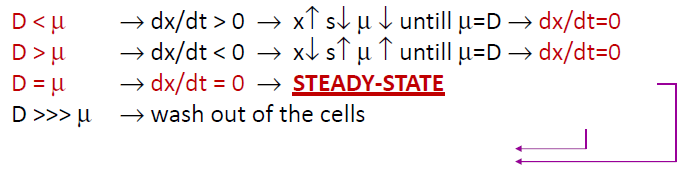 D < µ → dx/dt > 0 → x↑ s↓ µ ↓ untill µ=D → dx/dt=0
D > µ → dx/dt < 0 → x↓ s↑ µ ↑ untill µ=D → dx/dt=0
D = µ → dx/dt = 0 → STEADY-STATE
D >>> µ → wash out of the cells